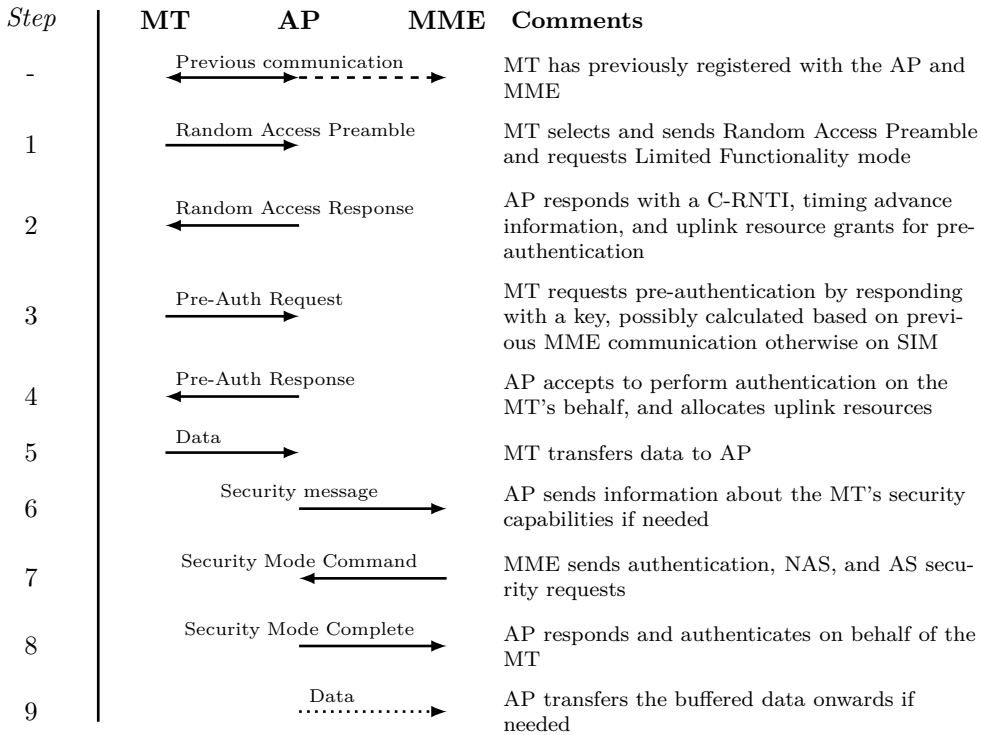 Step MT AP MME Comments
- Previous communication MT has previously registered with the AP and
MME
1 Random Access Preamble MT selects and sends Random Access Preamble
and requests Limited Functionality mode
2 Random Access Response AP responds with a C-RNTI, timing advance
information, and uplink resource grants for pre-
authentication
3 Pre-Auth Request MT requests pre-authentication by responding
with a key, possibly calculated based on previ-
ous MME communication otherwise on SIM
4 Pre-Auth Response AP accepts to perform authentication on the
MT's behalf, and allocates uplink resources
5 Data MT transfers data to AP
6 Security message AP sends information about the MT's security
capabilities if needed
7 Security Mode Command MME sends authentication, NAS, and AS secu-
rity requests
8 Security Mode Complete AP responds and authenticates on behalf of the
MT
9 Data AP transfers the buffered data onwards if
needed